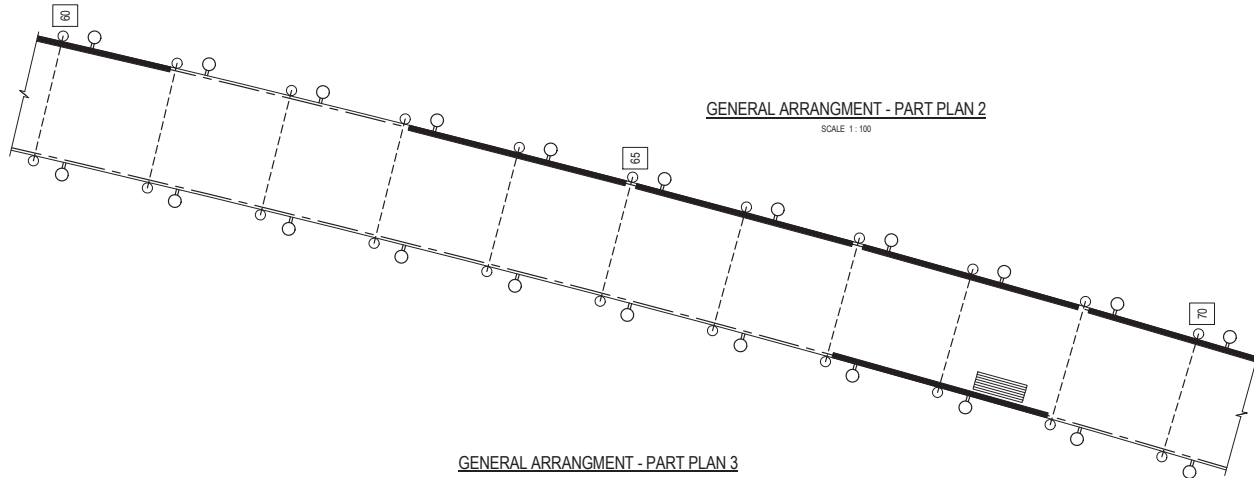 60
GENERAL ARRANGMENT - PART PLAN 2
SCALE 1 : 100
65
70
GENERAL ARRANGMENT - PART PLAN 3